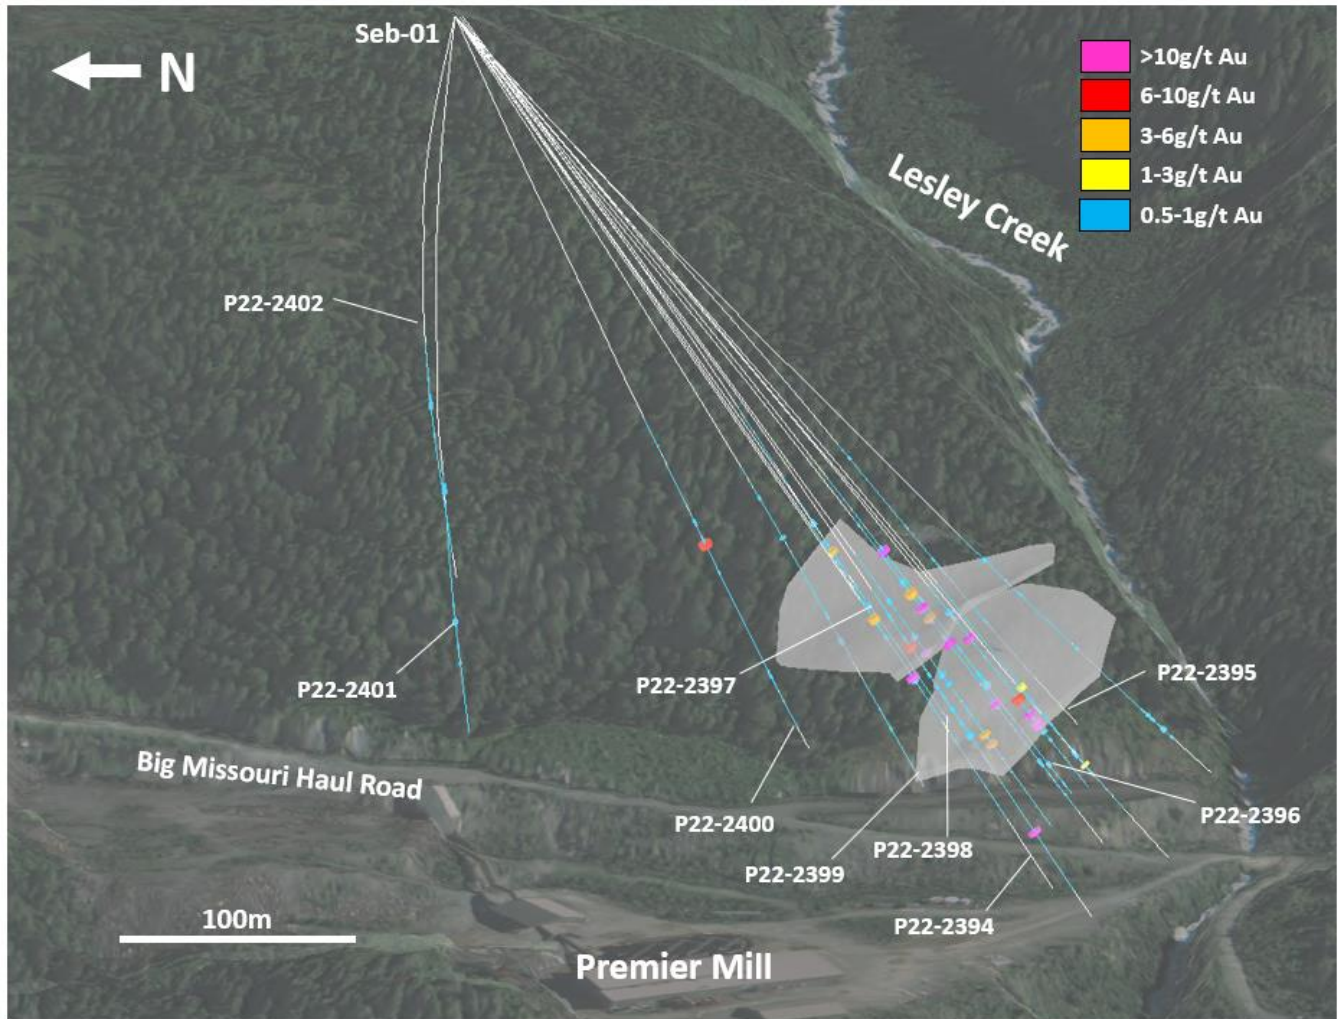 Seb-01
N
>10g/t Au
6-10g/t Au
3-6g/t Au
1-3g/t Au
0.5-1g/t Au
Lesley Creek
P22-2402
P22-2401
P22-2397
P22-2395
Big Missouri Haul Road
P22-2400
P22-2396
P22-2398
P22-2399
P22-2394
100m
Premier Mill